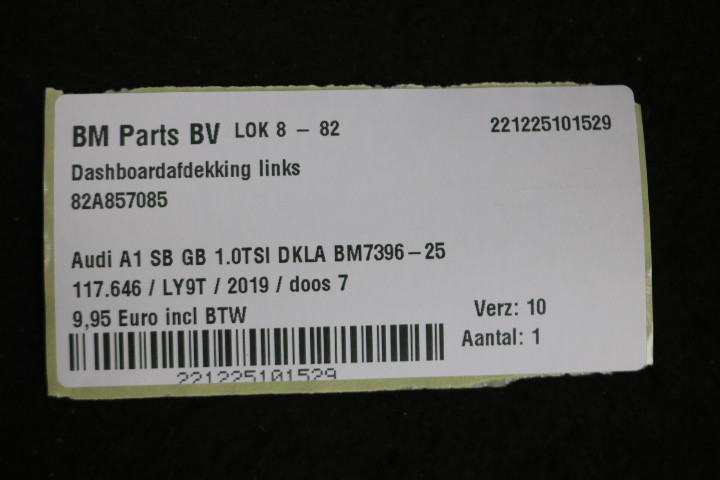 BM Parts BV LOK 8 - 82 221225101529
Dashboardafdekking links
82A857085
Audi A1 SB GB 1.0TSI DKLA BM7396-25
117.646 / LY9T / 2019 / doos 7
9,95 Euro incl BTW
Verz: 10
Aantal: 1
221225101529